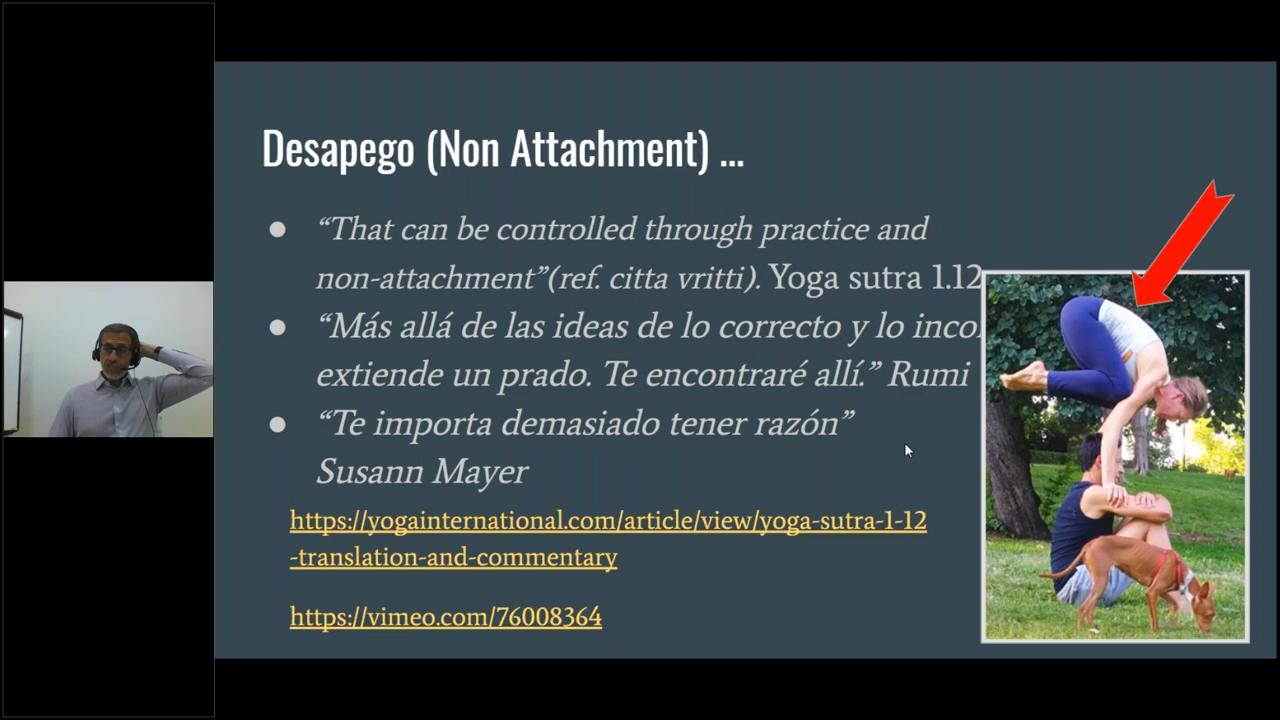 Desapego (Non Attachment) ...
● “That can be controlled through practice and
non-attachment”(ref. citta vritti). Yoga sutra 1.12
● “Más allá de las ideas de lo correcto y lo
extiende un prado. Te encontraré allí.” Rumi
● “Te importa demasiado tener razón”
Susann Mayer
https://yogainternational.com/article/view/yoga-sutra-1-12
-translation-and-commentary
https://vimeo.com/76008364